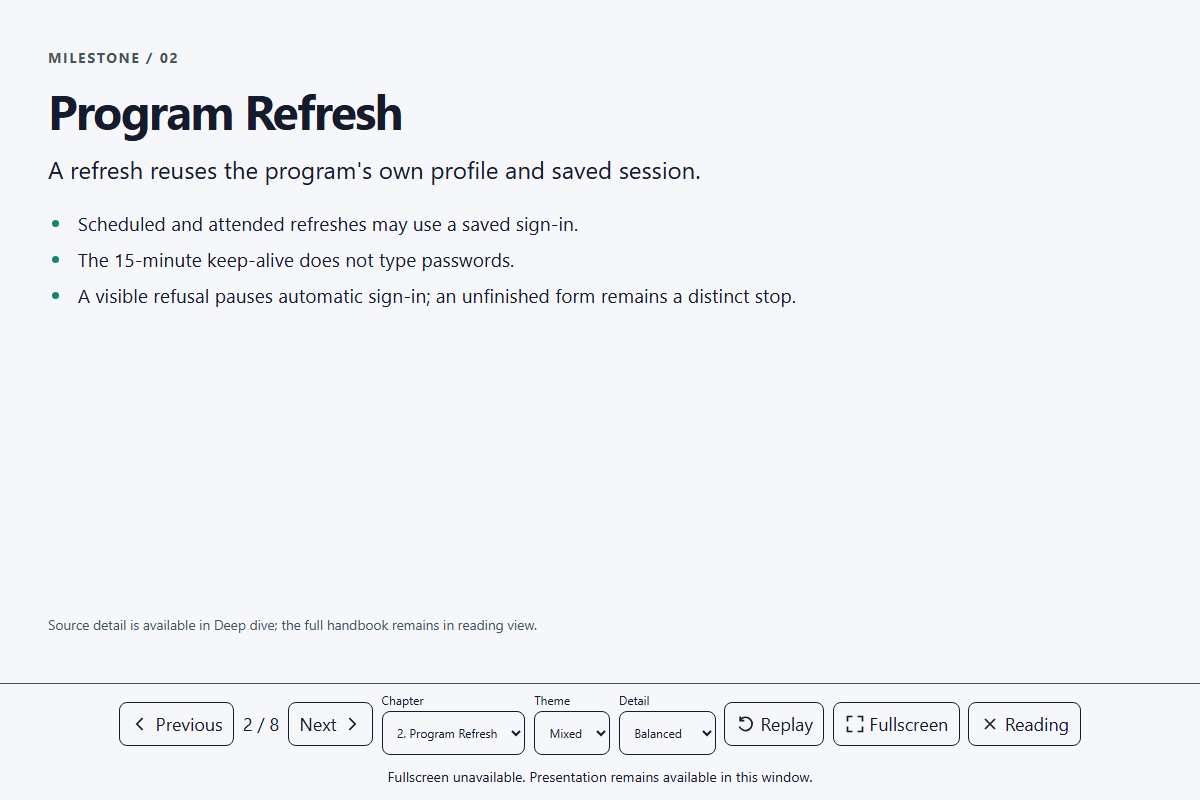 MILESTONE / 02
Program Refresh
A refresh reuses the program's own profile and saved session.
Scheduled and attended refreshes may use a saved sign-in.
The 15-minute keep-alive does not type passwords.
A visible refusal pauses automatic sign-in; an unfinished form remains a distinct stop.
Source detail is available in Deep dive; the full handbook remains in reading view.
Chapter Theme Detail
Previous 2 / 8 Next 2. Program Refresh Mixed Balanced Replay Fullscreen Reading
Fullscreen unavailable. Presentation remains available in this window.